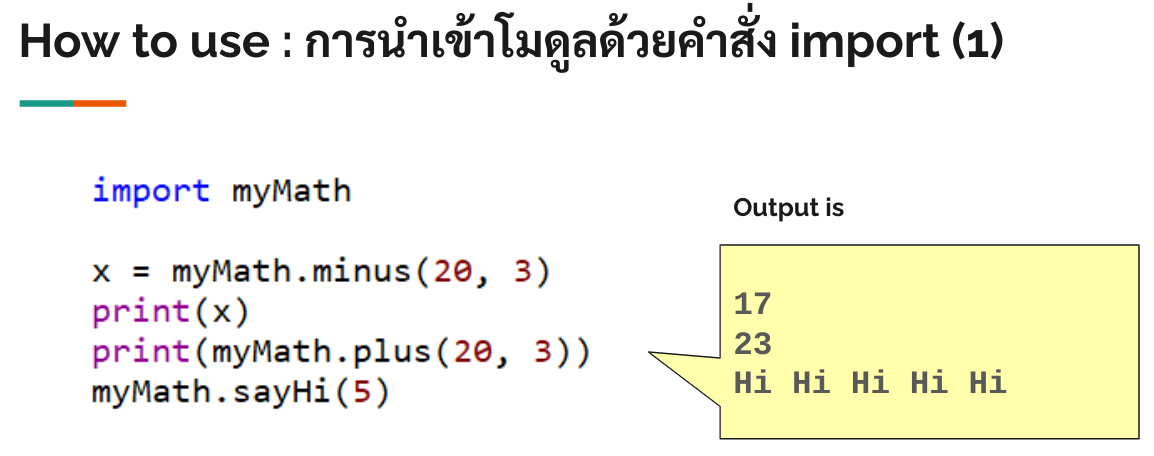 How to use : การนำเข้าโมดูลด้วยคำสั่ง import (1)
import myMath
x = myMath.minus(20, 3)
print(x)
print(myMath.plus(20, 3))
myMath.sayHi(5)
Output is
17
23
Hi Hi Hi Hi Hi